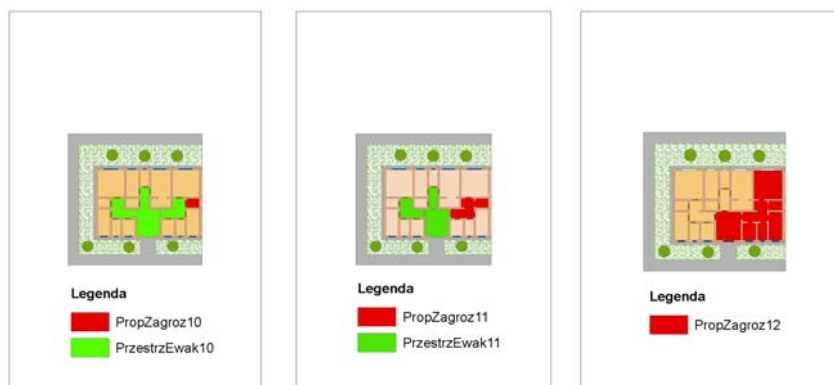 Legenda
PropZagroz10
PrzestrzEwak10
Legenda
PropZagroz11
PrzestrzEwak11
Legenda
PropZagroz12